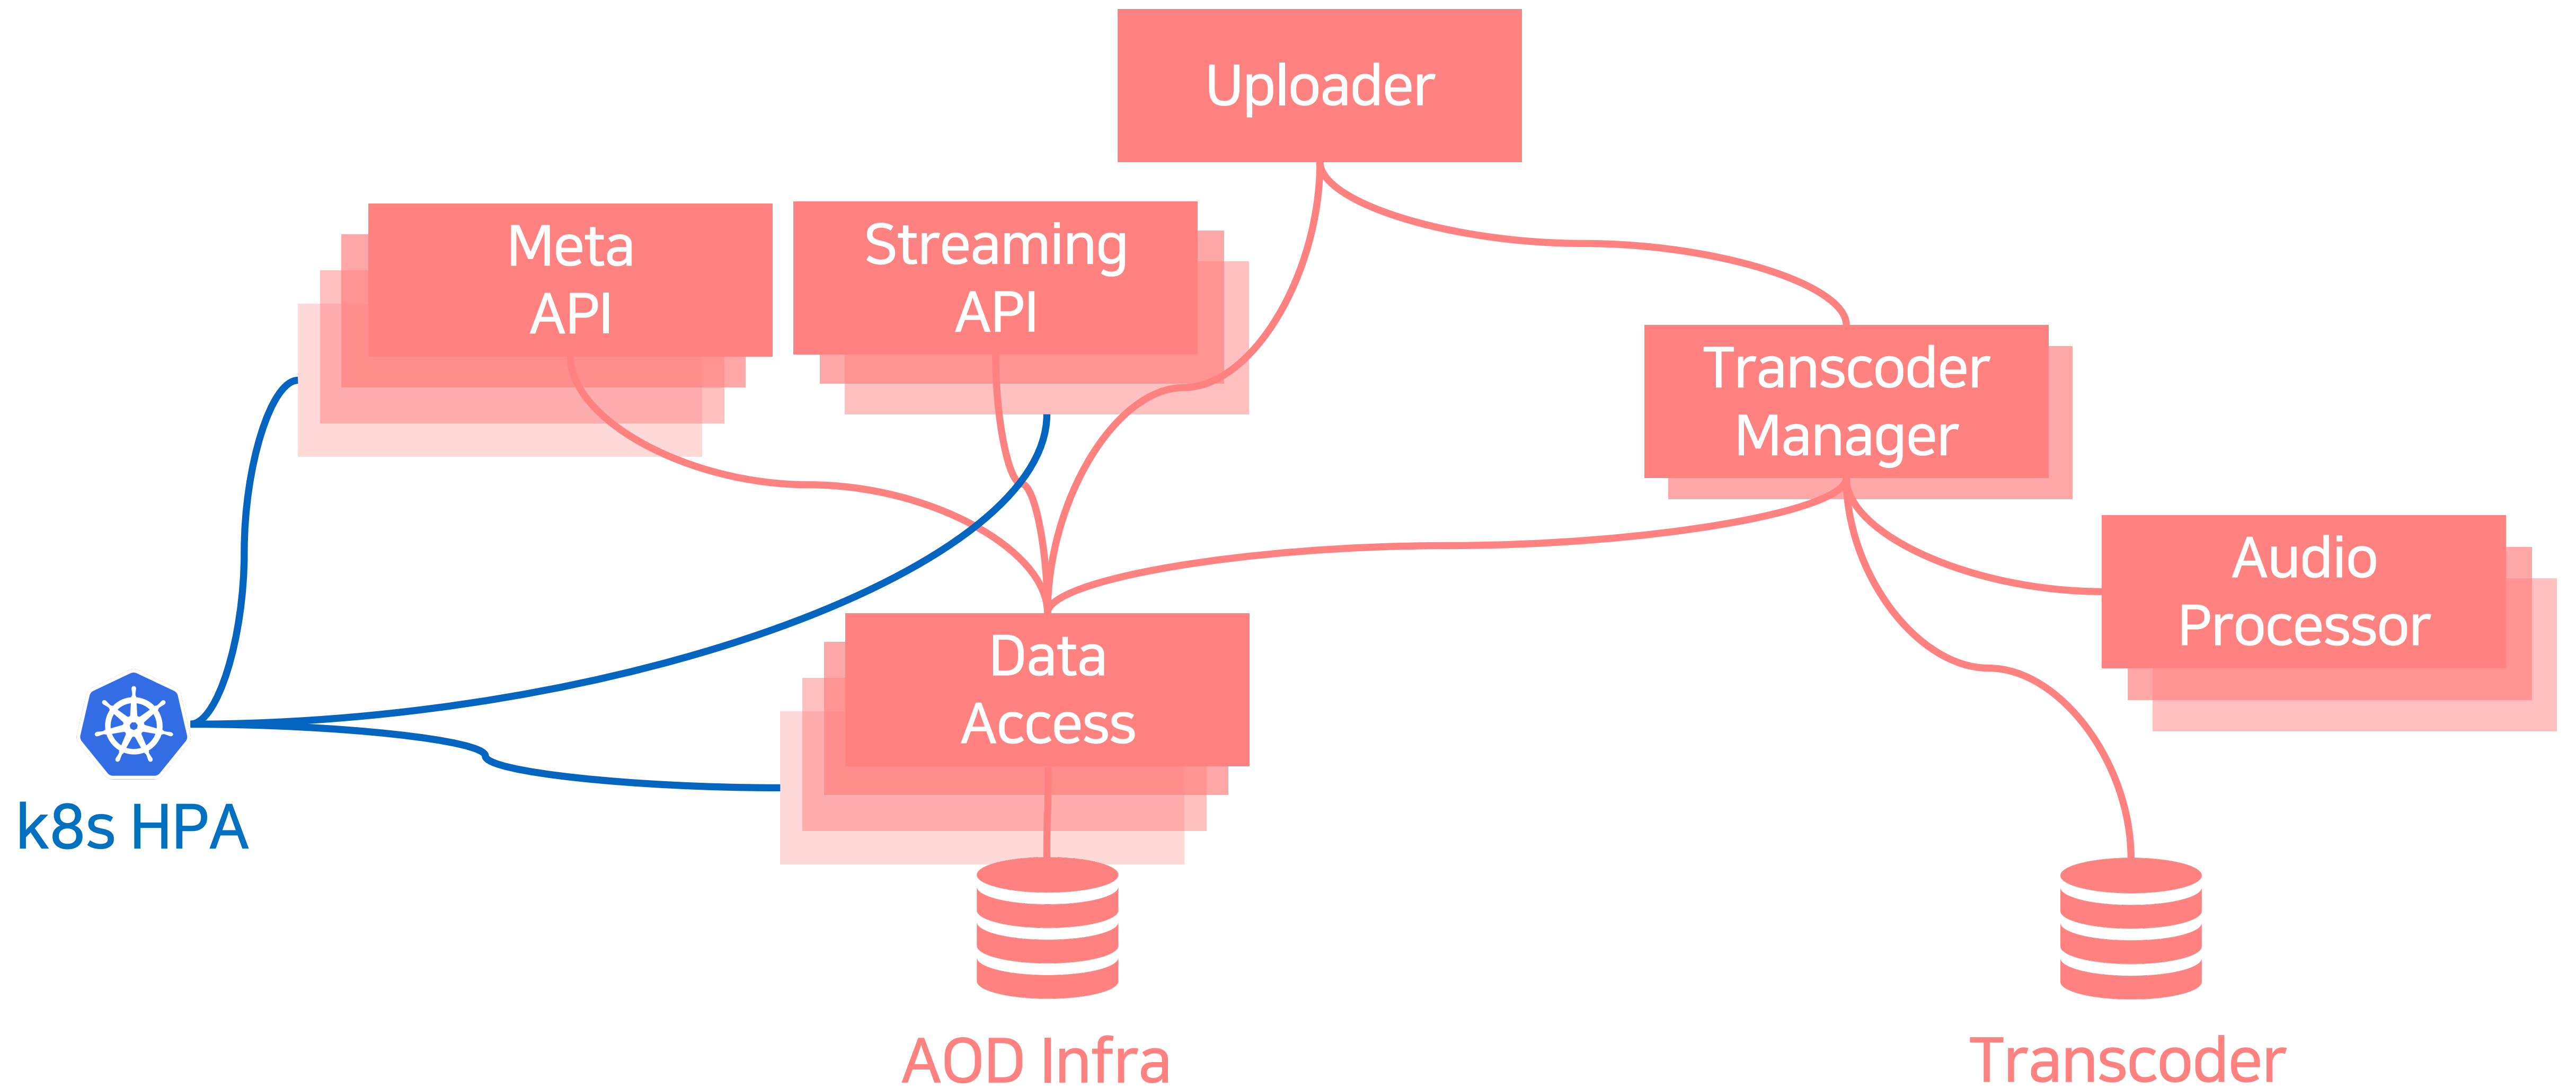 Uploader
Meta
API
Streaming
API
Transcoder
Manager
Audio
Processor
Data
Access
k8s HPA
AOD Infra
Transcoder